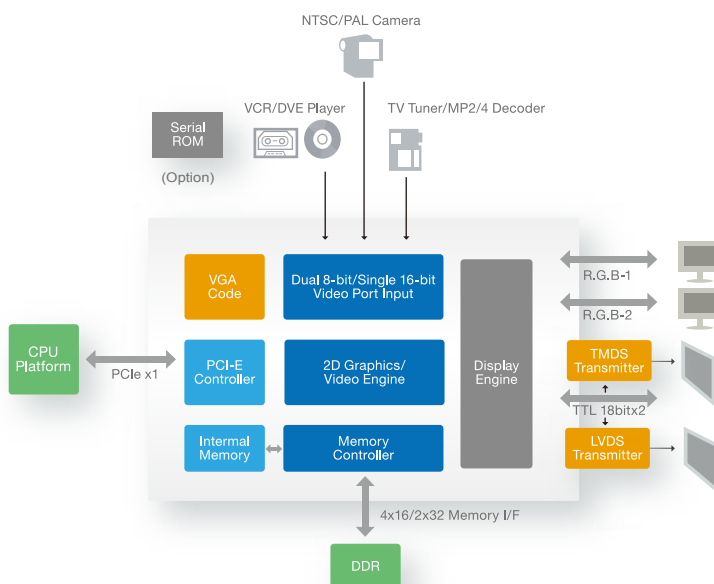 NTSC/PAL Camera
VCR/DVE Player
TV Tuner/MP2/4 Decoder
Serial
ROM
(Option)
VGA
Code
Dual 8-bit/Single 16-bit
Video Port Input
R.G.B-1
R.G.B-2
CPU
Platform
PCIe x1
PCI-E
Controller
2D Graphics/
Video Engine
Display
Engine
TMDS
Transmitter
TTL 18bitx2
Internal
Memory
Memory
Controller
LVDS
Transmitter
4x16/2x32 Memory I/F
DDR